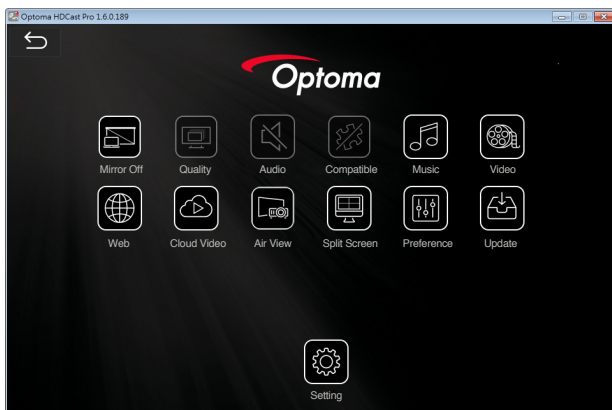 Optoma HDCast Pro 1.6.0.189
Optoma
Mirror Off Quality Audio Compatible Music Video
Web Cloud Video Air View Split Screen Preference Update
Setting